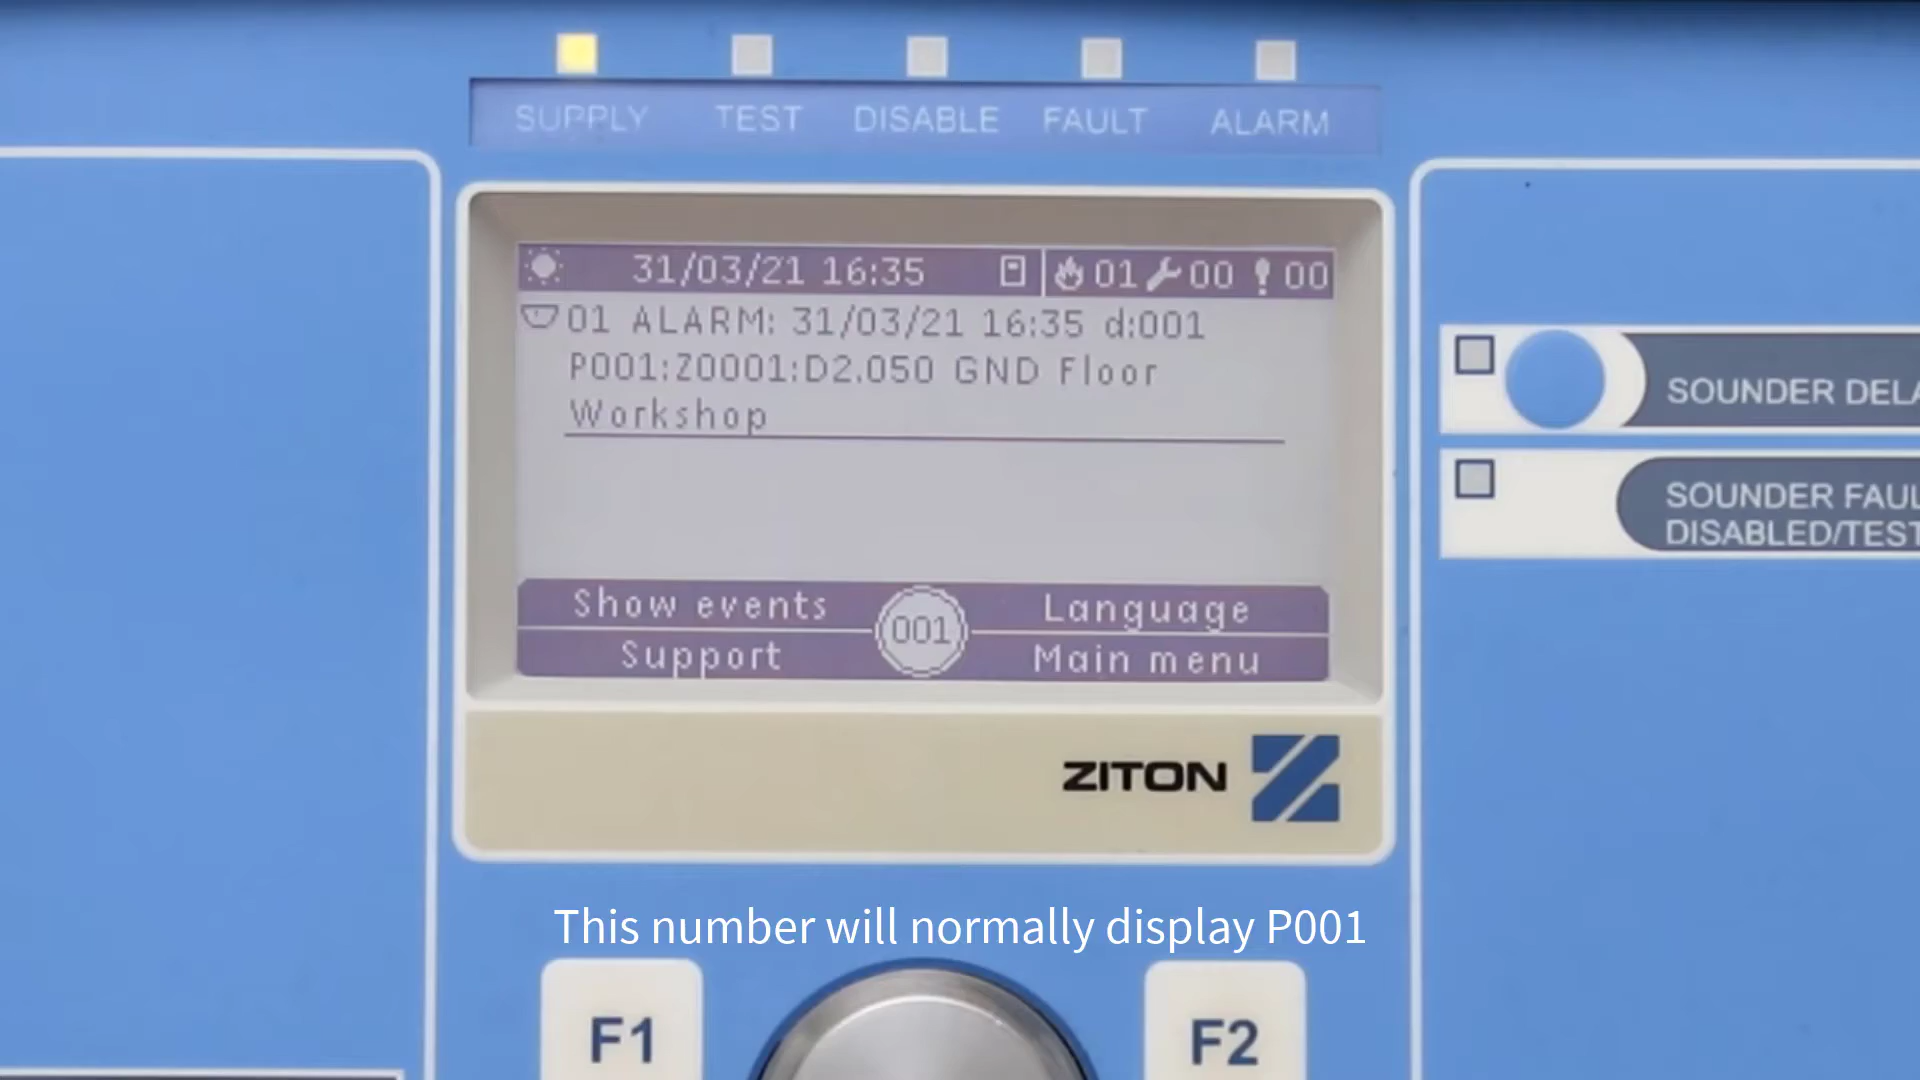 SUPPLY TEST DISABLE FAULT ALARM
31/03/21 16:35 01 00 00
01 ALARM: 31/03/21 16:35 d:001
P001:Z0001:D2.050 GND Floor
Workshop
Show events Language
001
Support Main menu
ZITON
SOUNDER DELA
SOUNDER FAUL
DISABLED/TEST
This number will normally display P001
F1 F2